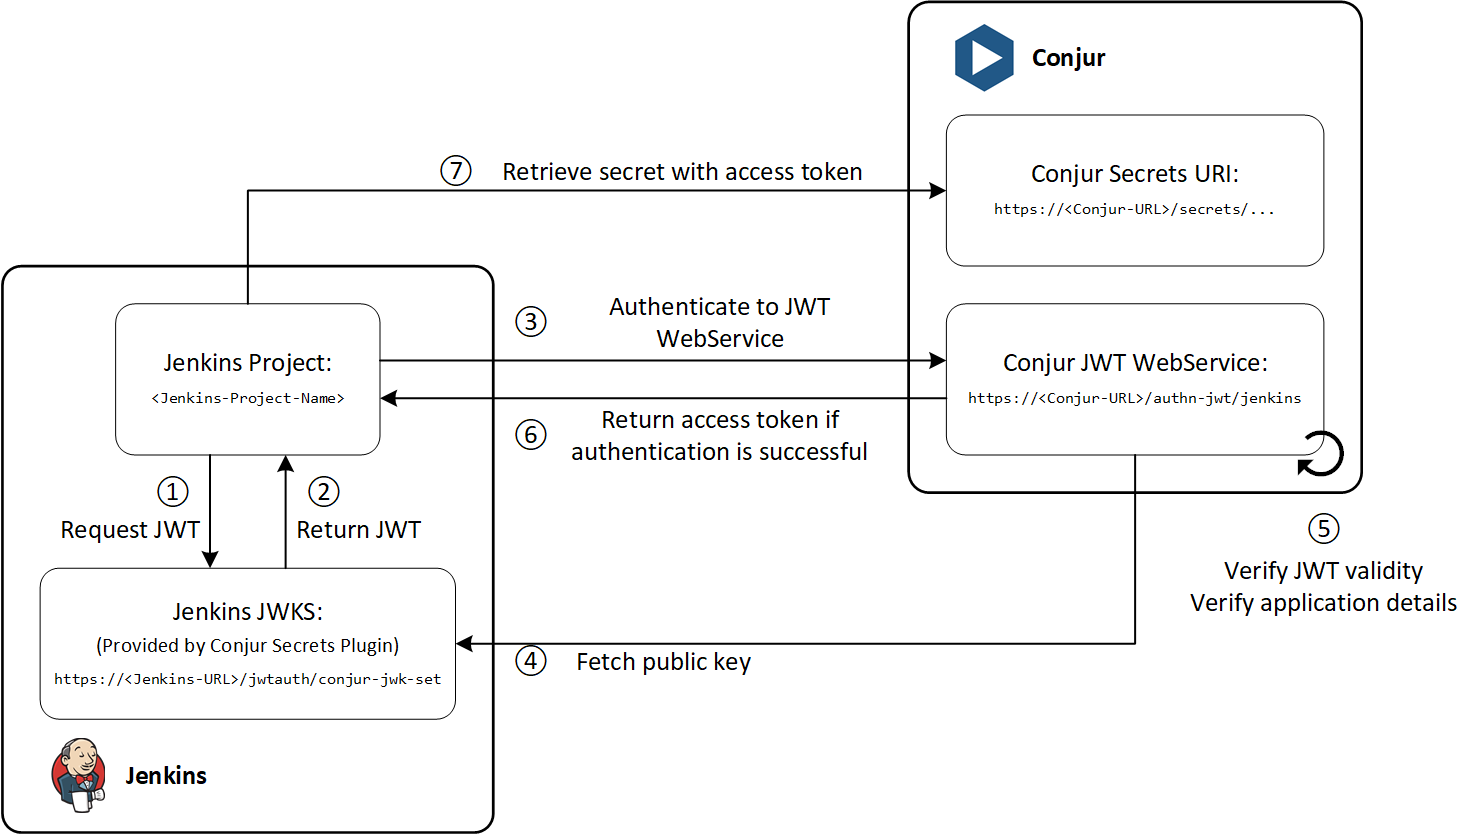 Conjur
⑦ Retrieve secret with access token
Conjur Secrets URI:
https://<Conjur-URL>/secrets/...
③ Authenticate to JWT
WebService
Jenkins Project:
<Jenkins-Project-Name>
Conjur JWT WebService:
https://<Conjur-URL>/authn-jwt/jenkins
⑥ Return access token if
authentication is successful
① Request JWT
② Return JWT
⑤
Verify JWT validity
Verify application details
Jenkins JWKS:
(Provided by Conjur Secrets Plugin)
https://<Jenkins-URL>/jwtauth/conjur-jwk-set
④ Fetch public key
Jenkins